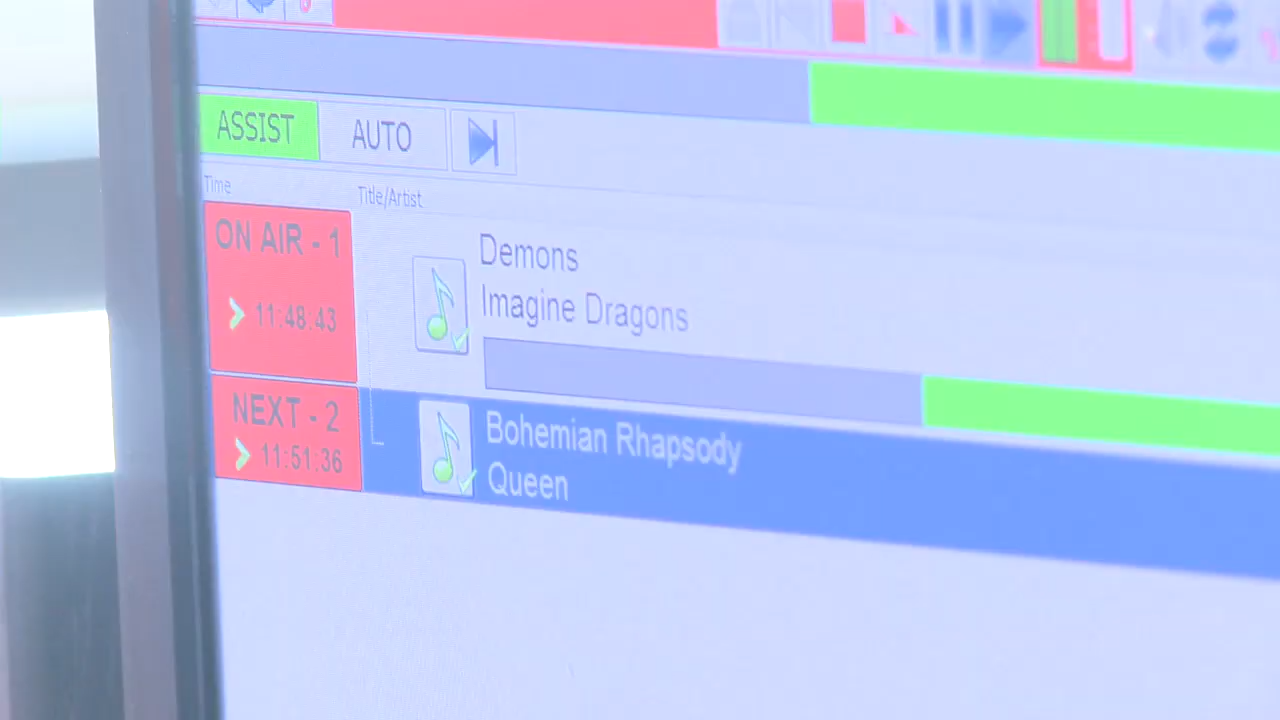 ASSIST AUTO
Time Title/Artist
ON AIR - 1
11:48:43
Demons
Imagine Dragons
NEXT - 2
11:51:36
Bohemian Rhapsody
Queen